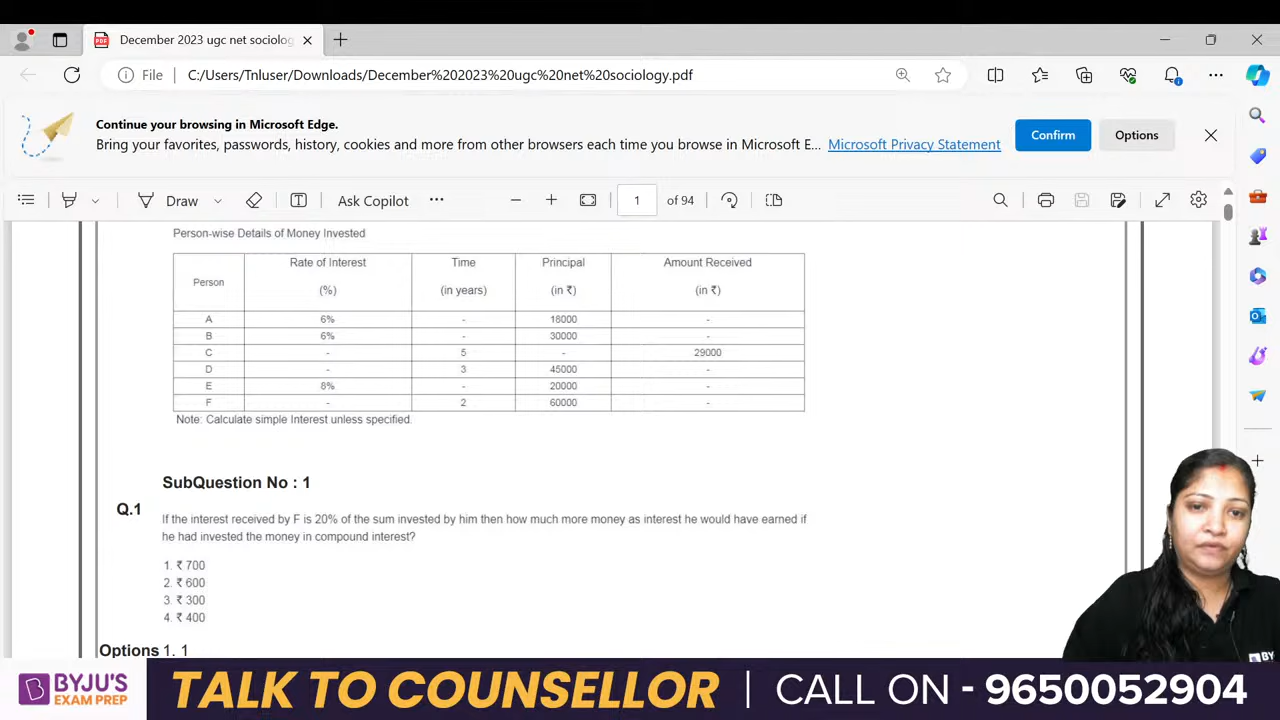 December 2023 ugc net sociolog
File C:/Users/Tnluser/Downloads/December%202023%20ugc%20net%20sociology.pdf
Continue your browsing in Microsoft Edge.
Bring your favorites, passwords, history, cookies and more from other browsers each time you browse in Microsoft E... Microsoft Privacy Statement
Confirm Options
Draw Ask Copilot 1 of 94
Person-wise Details of Money Invested
Person Rate of Interest (%) Time (in years) Principal (in ₹) Amount Received (in ₹)
A 6% - 18000 -
B 6% - 30000 -
C - 5 - 29000
D - 3 45000 -
E 8% - 20000 -
F - 2 60000 -
Note: Calculate simple Interest unless specified.
SubQuestion No : 1
Q.1 If the interest received by F is 20% of the sum invested by him then how much more money as interest he would have earned if
he had invested the money in compound interest?
1. ₹ 700
2. ₹ 600
3. ₹ 300
4. ₹ 400
Options 1. 1
BYJU'S
EXAM PREP
TALK TO COUNSELLOR | CALL ON - 9650052904
BY